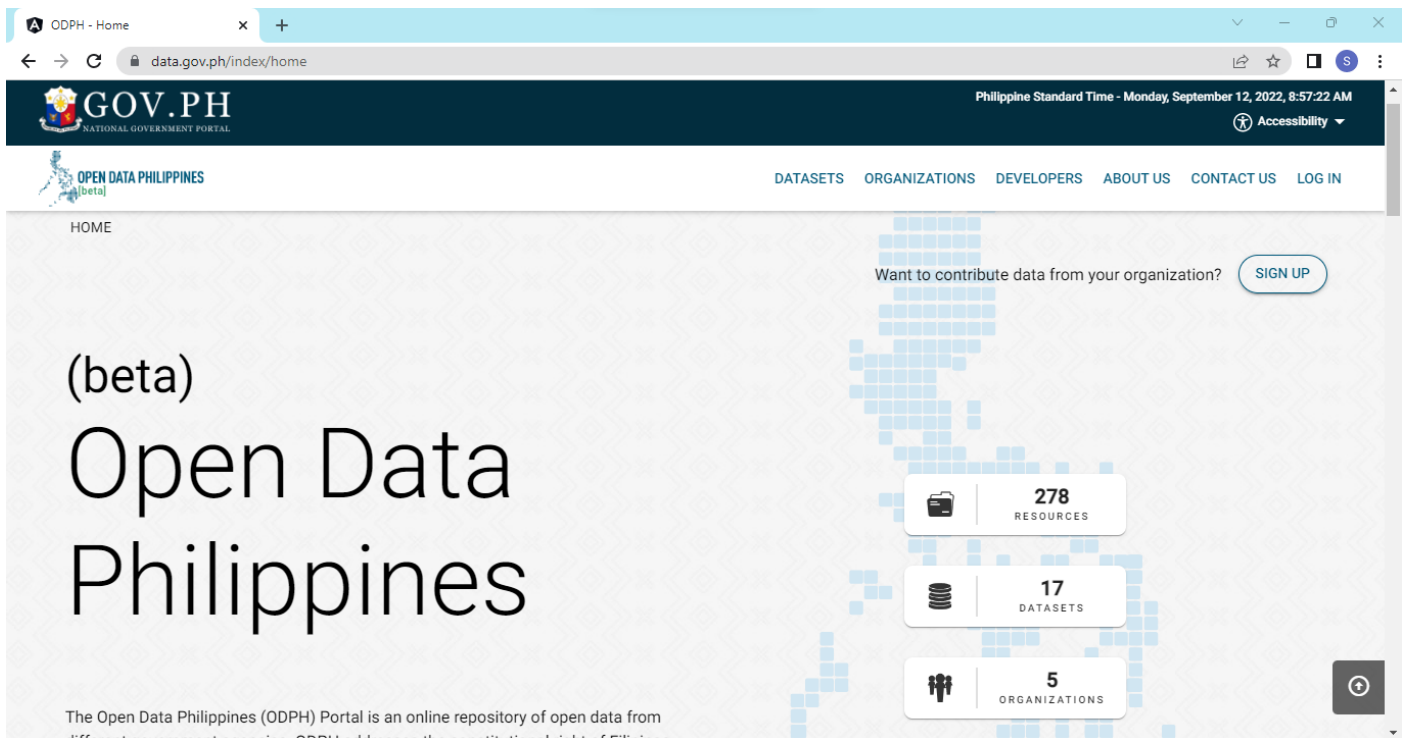 ODPH - Home
data.gov.ph/index/home
S
GOV.PH
NATIONAL GOVERNMENT PORTAL
Philippine Standard Time - Monday, September 12, 2022, 8:57:22 AM
Accessibility
OPEN DATA PHILIPPINES
[beta]
DATASETS ORGANIZATIONS DEVELOPERS ABOUT US CONTACT US LOG IN
HOME
Want to contribute data from your organization? SIGN UP
(beta)
Open Data
Philippines
278
RESOURCES
17
DATASETS
5
ORGANIZATIONS
The Open Data Philippines (ODPH) Portal is an online repository of open data from